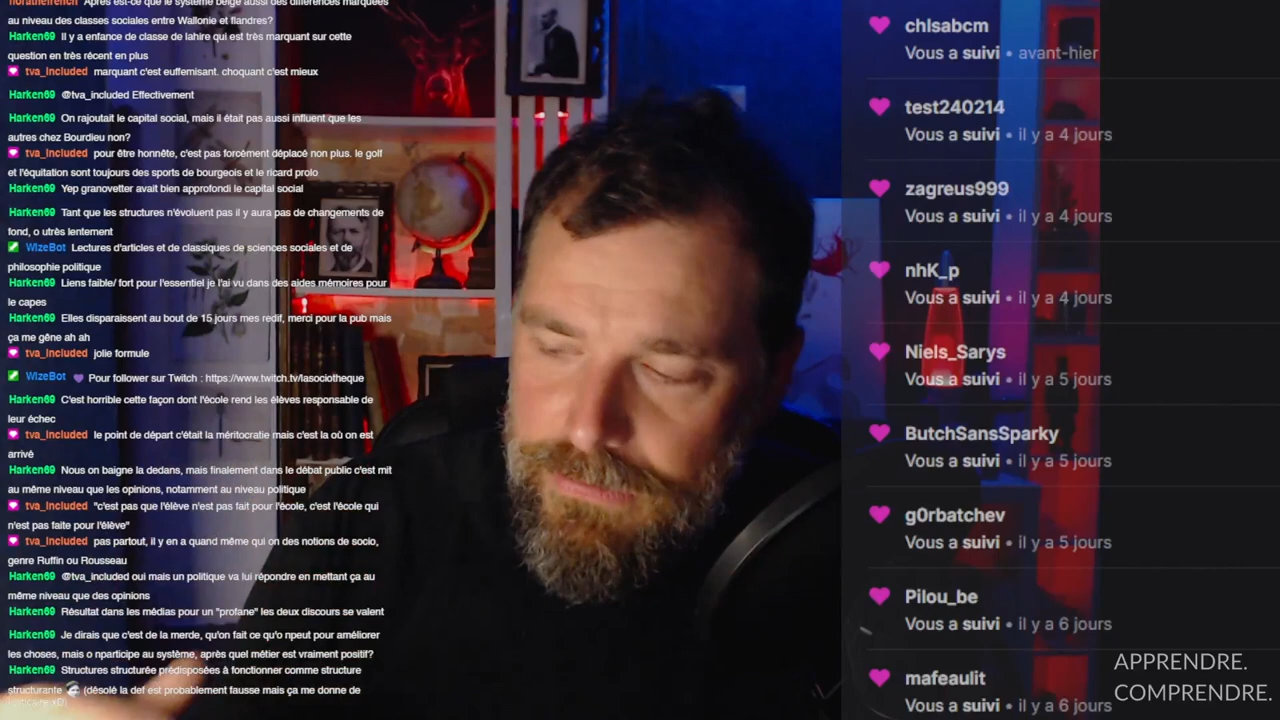 florathefrench Après est-ce que le système belge aussi des différences marquées
au niveau des classes sociales entre Wallonie et flandres?
Harken69 Il y a enfance de classe de lahire qui est très marquant sur cette
question en très récent en plus
tva_included marquant c'est euffemisant. choquant c'est mieux
Harken69 @tva_included Effectivement
Harken69 On rajoutait le capital social, mais il était pas aussi influent que les
autres chez Bourdieu non?
tva_included pour être honnête, c'est pas forcément déplacé non plus. le golf
et l'équitation sont toujours des sports de bourgeois et le ricard prolo
Harken69 Yep granovetter avait bien approfondi le capital social
Harken69 Tant que les structures n'évoluent pas il y aura pas de changements de
fond, o utrès lentement
WizeBot Lectures d'articles et de classiques de sciences sociales et de
philosophie politique
Harken69 Liens faible/ fort pour l'essentiel je l'ai vu dans des aides mémoires pour
le capes
Harken69 Elles disparaissent au bout de 15 jours mes redif, merci pour la pub mais
ça me gêne ah ah
tva_included jolie formule
WizeBot 💜 Pour follower sur Twitch : https://www.twitch.tv/lasociotheque
Harken69 C'est horrible cette façon dont l'école rend les élèves responsable de
leur échec
tva_included le point de départ c'était la méritocratie mais c'est la où on est
arrivé
Harken69 Nous on baigne la dedans, mais finalement dans le débat public c'est mit
au même niveau que les opinions, notamment au niveau politique
tva_included "c'est pas que l'élève n'est pas fait pour l'école, c'est l'école qui
n'est pas faite pour l'élève"
tva_included pas partout, il y en a quand même qui on des notions de socio,
genre Ruffin ou Rousseau
Harken69 @tva_included oui mais un politique va lui répondre en mettant ça au
même niveau que des opinions
Harken69 Résultat dans les médias pour un "profane" les deux discours se valent
Harken69 Je dirais que c'est de la merde, qu'on fait ce qu'o npeut pour améliorer
les choses, mais o nparticipe au système, après quel métier est vraiment positif?
Harken69 Structures structurée prédisposées à fonctionner comme structure
structurante (désolé la def est probablement fausse mais ça me donne de
chlsabcm
Vous a suivi • avant-hier
test240214
Vous a suivi • il y a 4 jours
zagreus999
Vous a suivi • il y a 4 jours
nhK_p
Vous a suivi • il y a 4 jours
Niels_Sarys
Vous a suivi • il y a 5 jours
ButchSansSparky
Vous a suivi • il y a 5 jours
g0rbatchev
Vous a suivi • il y a 5 jours
Pilou_be
Vous a suivi • il y a 6 jours
mafeaulit
Vous a suivi • il y a 6 jours
APPRENDRE.
COMPRENDRE.